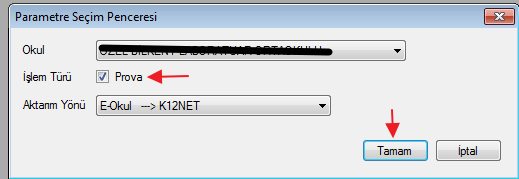 Parametre Seçim Penceresi
Okul
İşlem Türü Prova
Aktarım Yönü E-Okul ---> K12NET
Tamam İptal